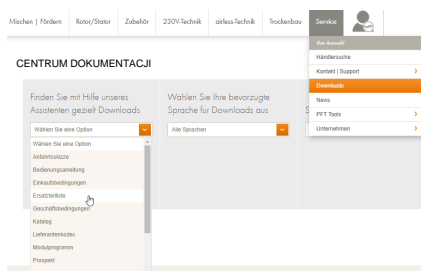 Mischen | Fördern Rotor/Stator Zubehör 230V-Technik airless-Technik Trockenbau Service
Ihre Auswahl
Händlersuche
Kontakt | Support
Downloads
News
PFT Tools
Unternehmen
CENTRUM DOKUMENTACJI
Finden Sie mit Hilfe unseres
Assistenten gezielt Downloads
Wählen Sie eine Option
Wählen Sie eine Option
Anfahrtsskizze
Bedienungsanleitung
Einkaufsbedingungen
Ersatzteilliste
Geschäftsbedingungen
Katalog
Lieferantenkodex
Modulprogramm
Prospekt
Wählen Sie Ihre bevorzugte
Sprache für Downloads aus
Alle Sprachen
S